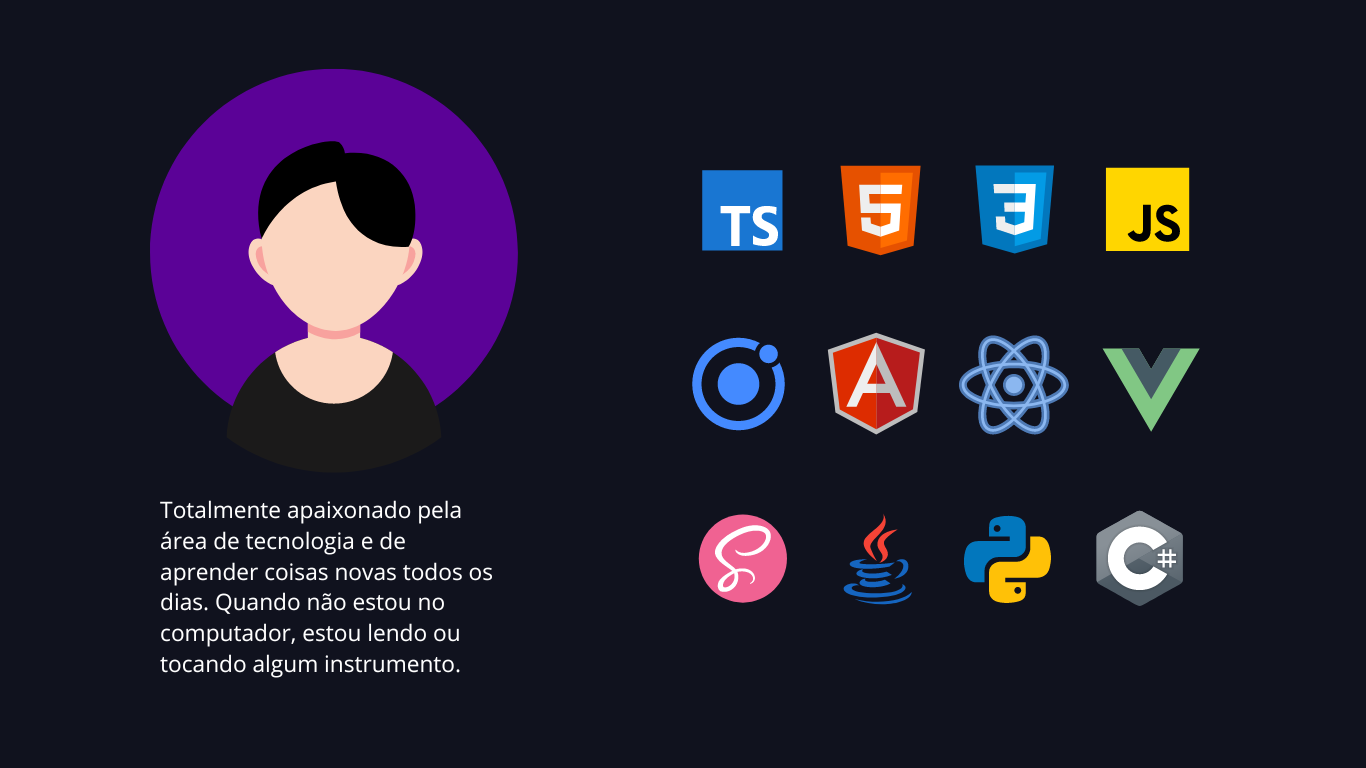 Totalmente apaixonado pela
área de tecnologia e de
aprender coisas novas todos os
dias. Quando não estou no
computador, estou lendo ou
tocando algum instrumento.
TS 5 3 JS
A
C#